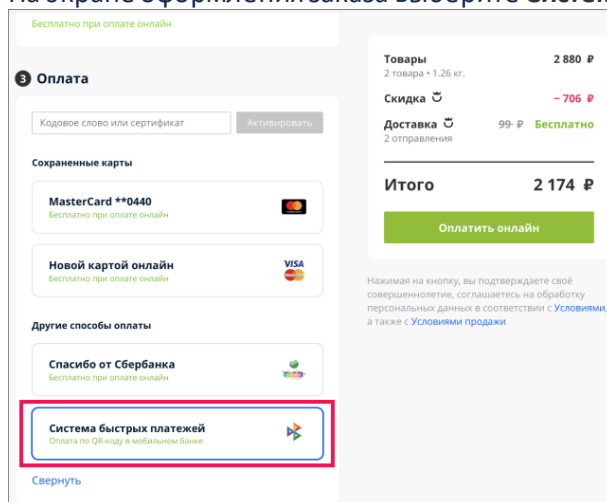 На экране оформления заказа выберите
Бесплатно при оплате онлайн
3 Оплата
Кодовое слово или сертификат
Активировать
Сохраненные карты
MasterCard **0440
Бесплатно при оплате онлайн
Новой картой онлайн
VISA
Бесплатно при оплате онлайн
Другие способы оплаты
Спасибо от Сбербанка
Бесплатно при оплате онлайн
Система быстрых платежей
Оплата по QR-коду в мобильном банке
Свернуть
Товары 2 880 ₽
2 товара • 1.26 кг.
Скидка − 706 ₽
Доставка 99 ₽ Бесплатно
2 отправления
Итого 2 174 ₽
Оплатить онлайн
Нажимая на кнопку, вы подтверждаете своё
совершеннолетие, соглашаетесь на обработку
персональных данных в соответствии с Условиями,
а также с Условиями продажи